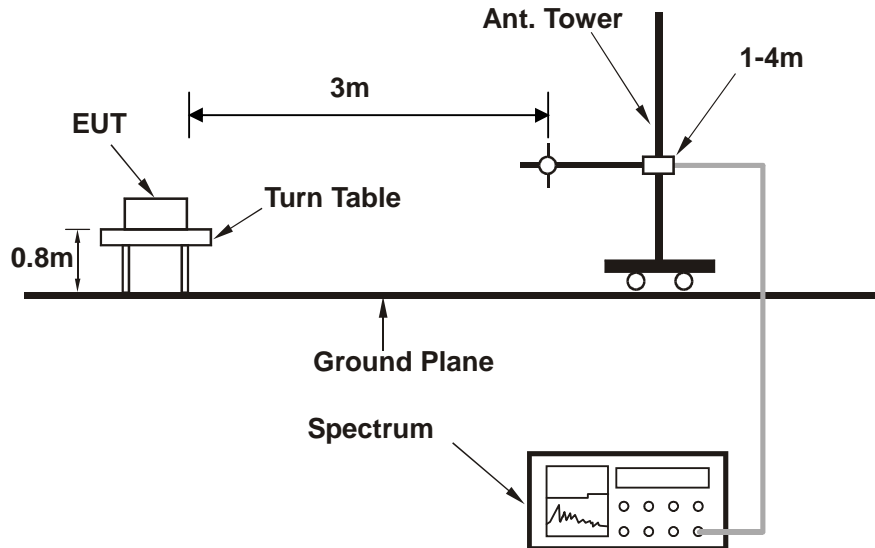 Ant. Tower
1-4m
3m
EUT
Turn Table
0.8m
Ground Plane
Spectrum